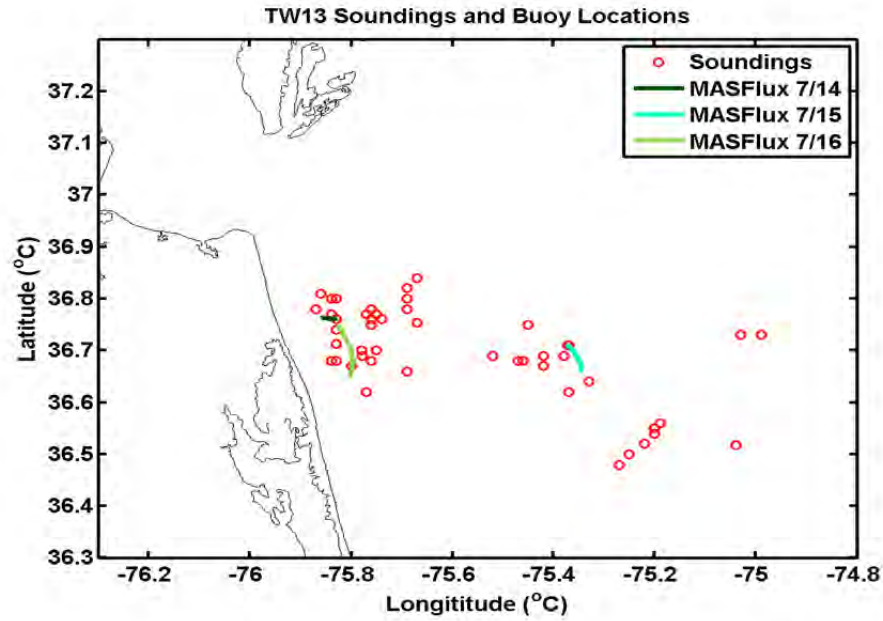 TW13 Soundings and Buoy Locations
Soundings
MASFlux 7/14
MASFlux 7/15
MASFlux 7/16
37.2
37.1
37
36.9
36.8
36.7
36.6
36.5
36.4
36.3
Latitude (°C)
-76.2 -76 -75.8 -75.6 -75.4 -75.2 -75 -74.8
Longititude (°C)